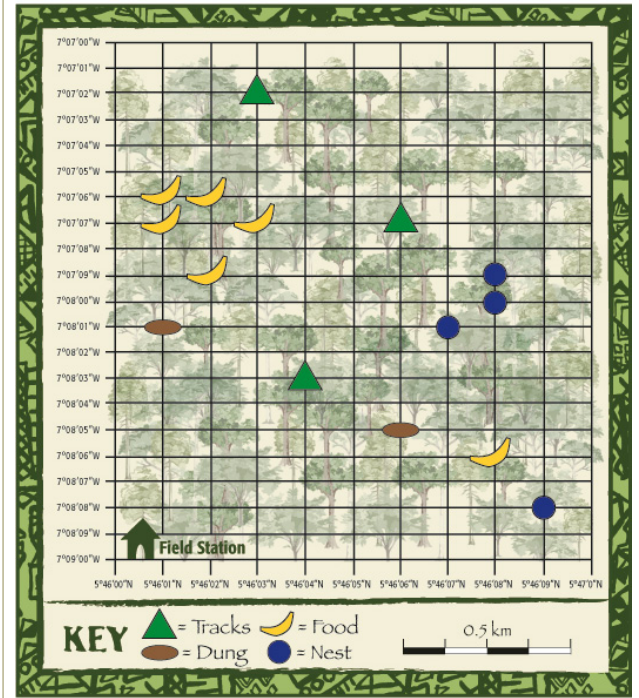 7°07'00"W
7°07'01"W
7°07'02"W
7°07'03"W
7°07'04"W
7°07'05"W
7°07'06"W
7°07'07"W
7°07'08"W
7°07'09"W
7°08'00"W
7°08'01"W
7°08'02"W
7°08'03"W
7°08'04"W
7°08'05"W
7°08'06"W
7°08'07"W
7°08'08"W
7°08'09"W
7°09'00"W
Field Station
5°46'00"N 5°46'01"N 5°46'02"N 5°46'03"N 5°46'04"N 5°46'05"N 5°46'06"N 5°46'07"N 5°46'08"N 5°46'09"N 5°47'0"N
KEY
= Tracks = Food 0.5 km
= Dung = Nest